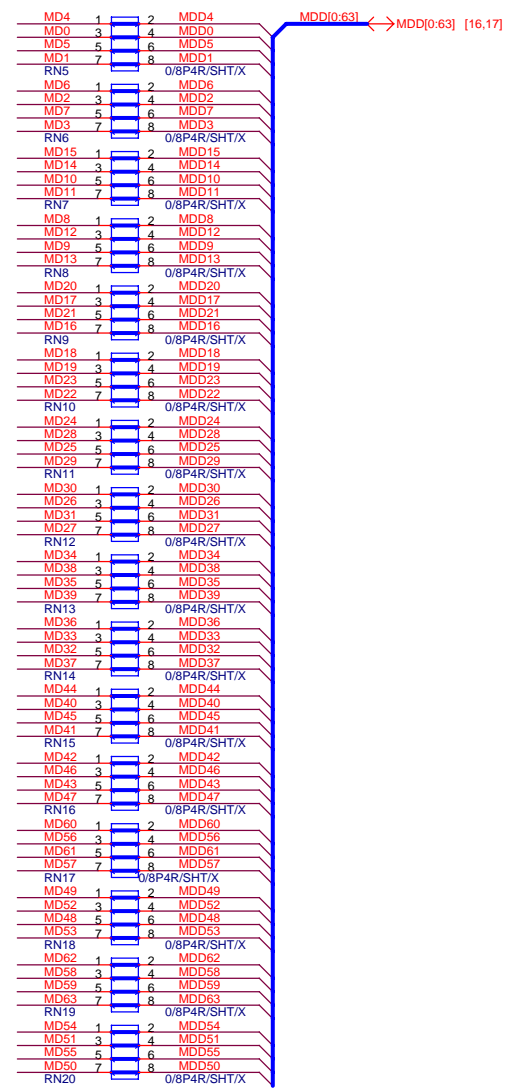 MDD[0:63] MDD[0:63] [16,17]
MD4 1 2 MDD4
MD0 3 4 MDD0
MD5 5 6 MDD5
MD1 7 8 MDD1
RN5 0/8P4R/SHT/X
MD6 1 2 MDD6
MD2 3 4 MDD2
MD7 5 6 MDD7
MD3 7 8 MDD3
RN6 0/8P4R/SHT/X
MD15 1 2 MDD15
MD14 3 4 MDD14
MD10 5 6 MDD10
MD11 7 8 MDD11
RN7 0/8P4R/SHT/X
MD8 1 2 MDD8
MD12 3 4 MDD12
MD9 5 6 MDD9
MD13 7 8 MDD13
RN8 0/8P4R/SHT/X
MD20 1 2 MDD20
MD17 3 4 MDD17
MD21 5 6 MDD21
MD16 7 8 MDD16
RN9 0/8P4R/SHT/X
MD18 1 2 MDD18
MD19 3 4 MDD19
MD23 5 6 MDD23
MD22 7 8 MDD22
RN10 0/8P4R/SHT/X
MD24 1 2 MDD24
MD28 3 4 MDD28
MD25 5 6 MDD25
MD29 7 8 MDD29
RN11 0/8P4R/SHT/X
MD30 1 2 MDD30
MD26 3 4 MDD26
MD31 5 6 MDD31
MD27 7 8 MDD27
RN12 0/8P4R/SHT/X
MD34 1 2 MDD34
MD38 3 4 MDD38
MD35 5 6 MDD35
MD39 7 8 MDD39
RN13 0/8P4R/SHT/X
MD36 1 2 MDD36
MD33 3 4 MDD33
MD32 5 6 MDD32
MD37 7 8 MDD37
RN14 0/8P4R/SHT/X
MD44 1 2 MDD44
MD40 3 4 MDD40
MD45 5 6 MDD45
MD41 7 8 MDD41
RN15 0/8P4R/SHT/X
MD42 1 2 MDD42
MD46 3 4 MDD46
MD43 5 6 MDD43
MD47 7 8 MDD47
RN16 0/8P4R/SHT/X
MD60 1 2 MDD60
MD56 3 4 MDD56
MD61 5 6 MDD61
MD57 7 8 MDD57
RN17 0/8P4R/SHT/X
MD49 1 2 MDD49
MD52 3 4 MDD52
MD48 5 6 MDD48
MD53 7 8 MDD53
RN18 0/8P4R/SHT/X
MD62 1 2 MDD62
MD58 3 4 MDD58
MD59 5 6 MDD59
MD63 7 8 MDD63
RN19 0/8P4R/SHT/X
MD54 1 2 MDD54
MD51 3 4 MDD51
MD55 5 6 MDD55
MD50 7 8 MDD50
RN20 0/8P4R/SHT/X